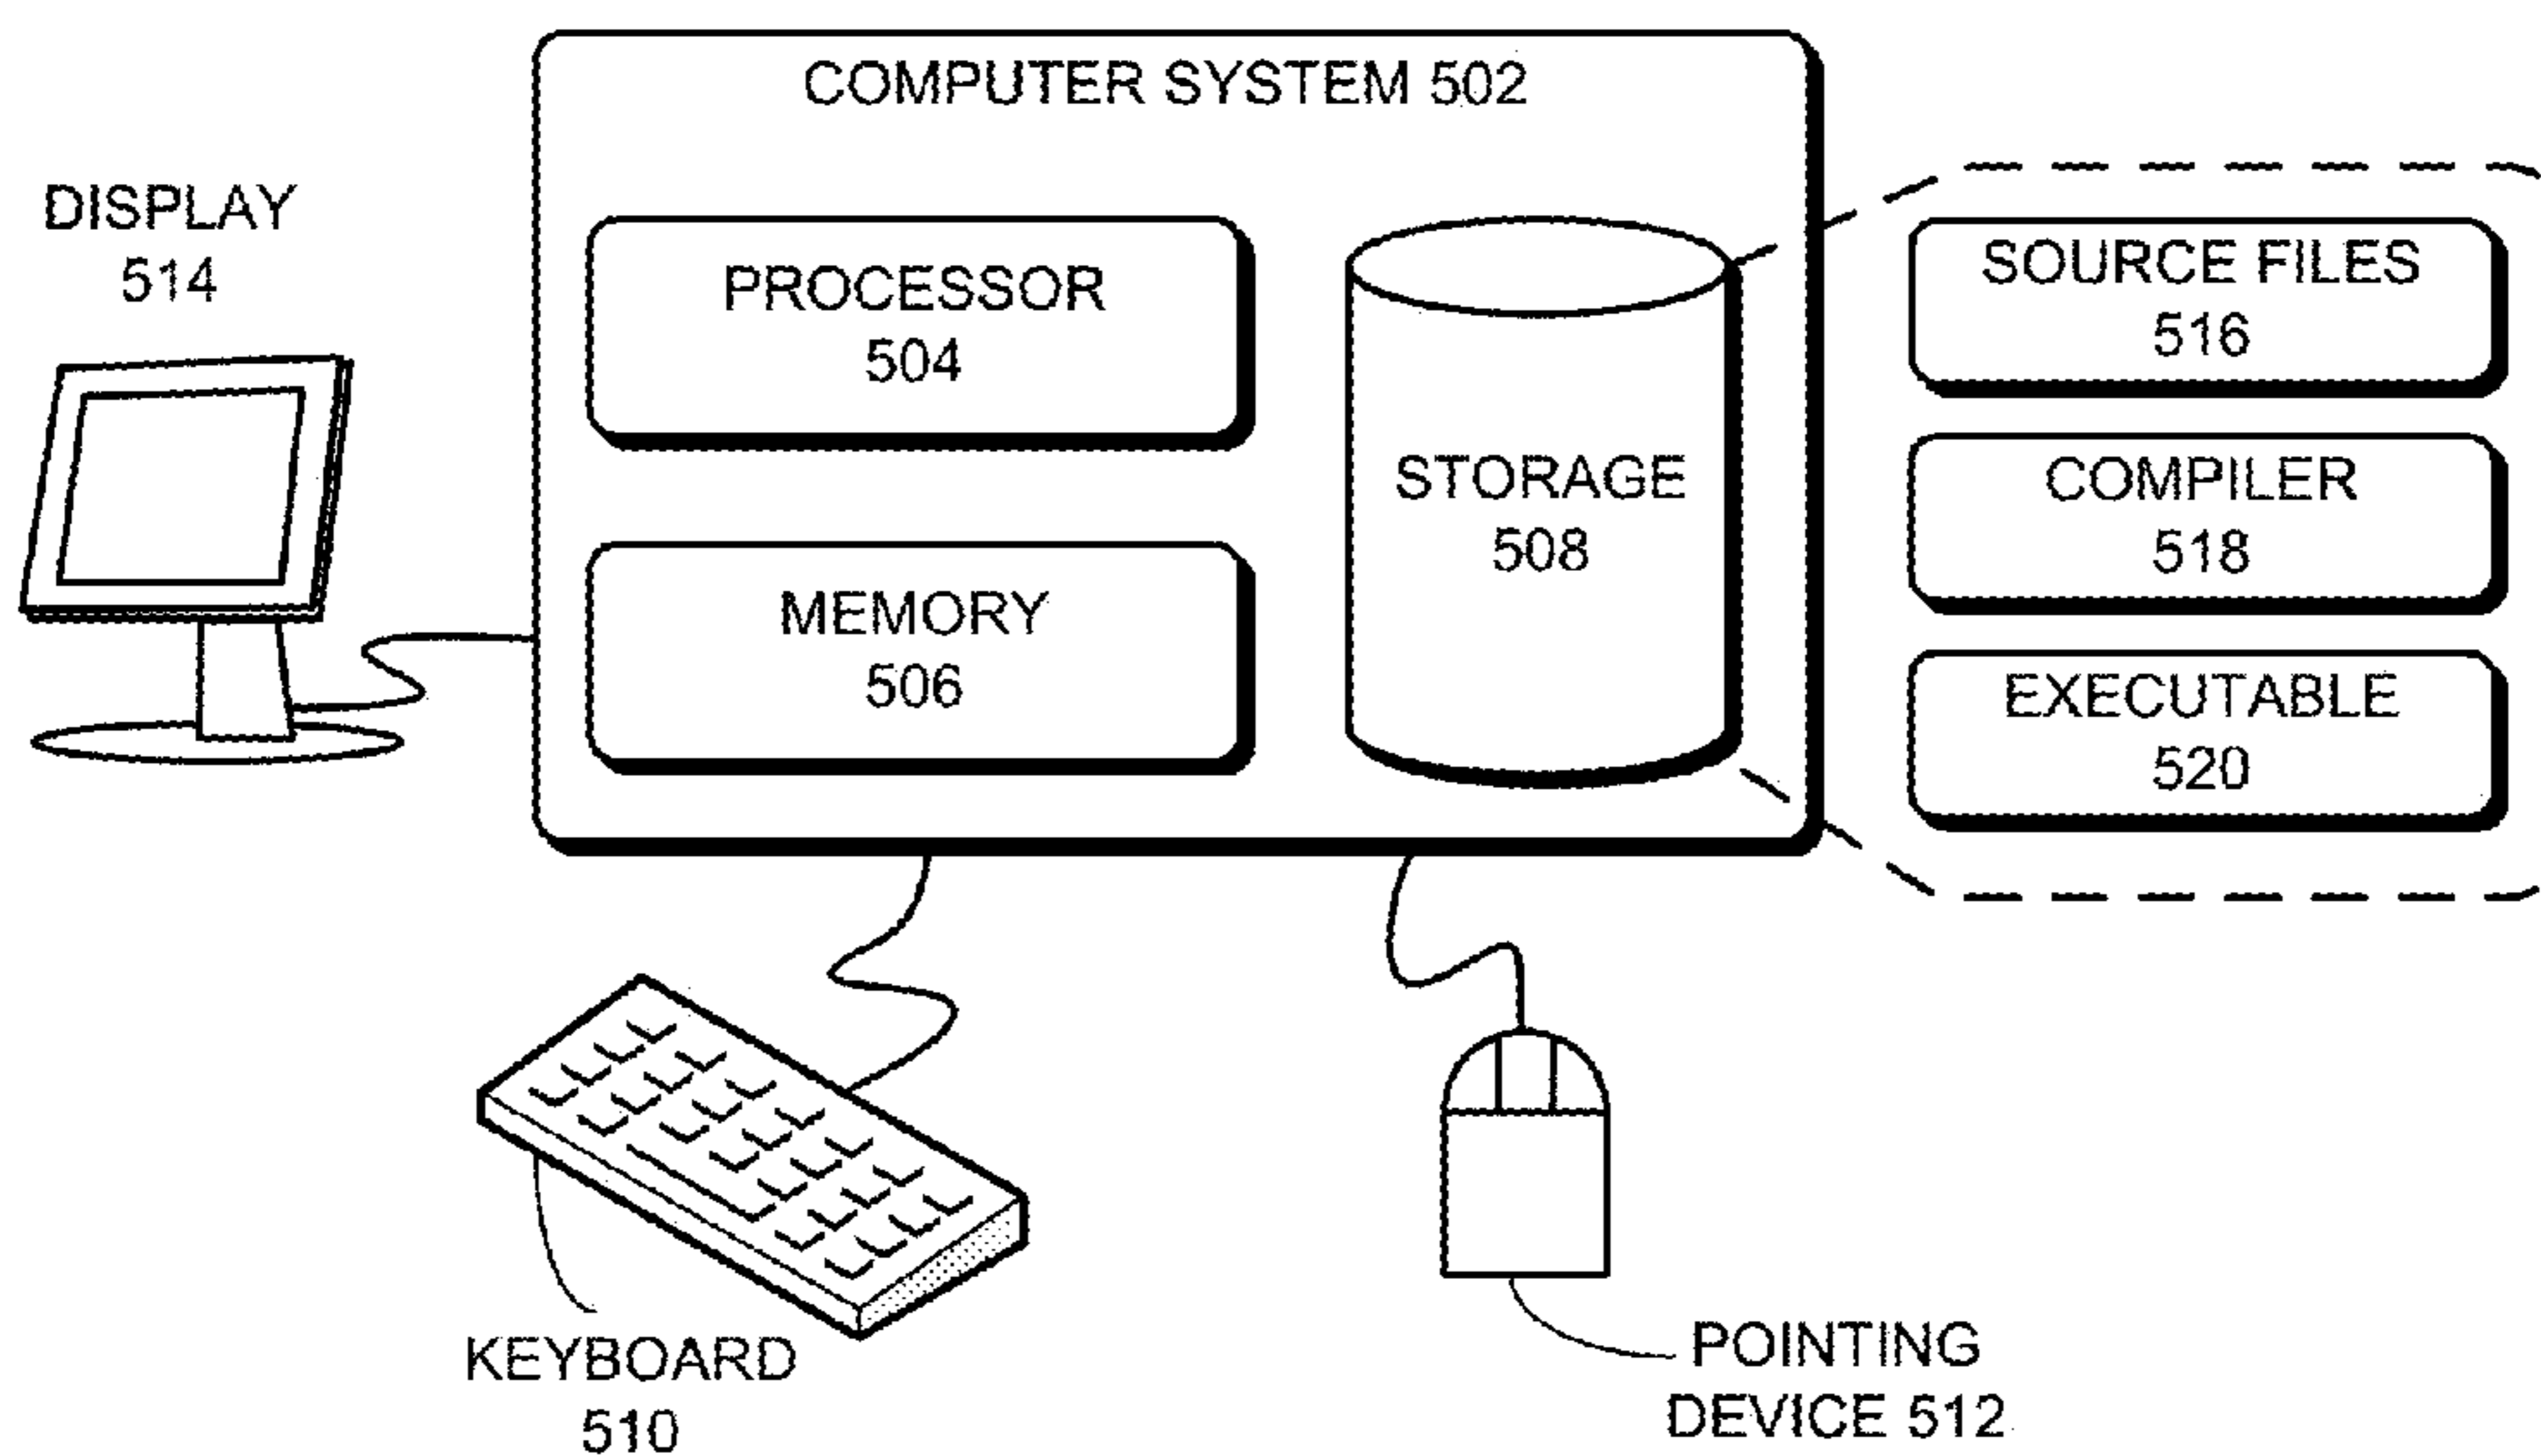 COMPUTER SYSTEM 502
DISPLAY
514
PROCESSOR
504
MEMORY
506
STORAGE
508
SOURCE FILES
516
COMPILER
518
EXECUTABLE
520
KEYBOARD
510
POINTING
DEVICE 512